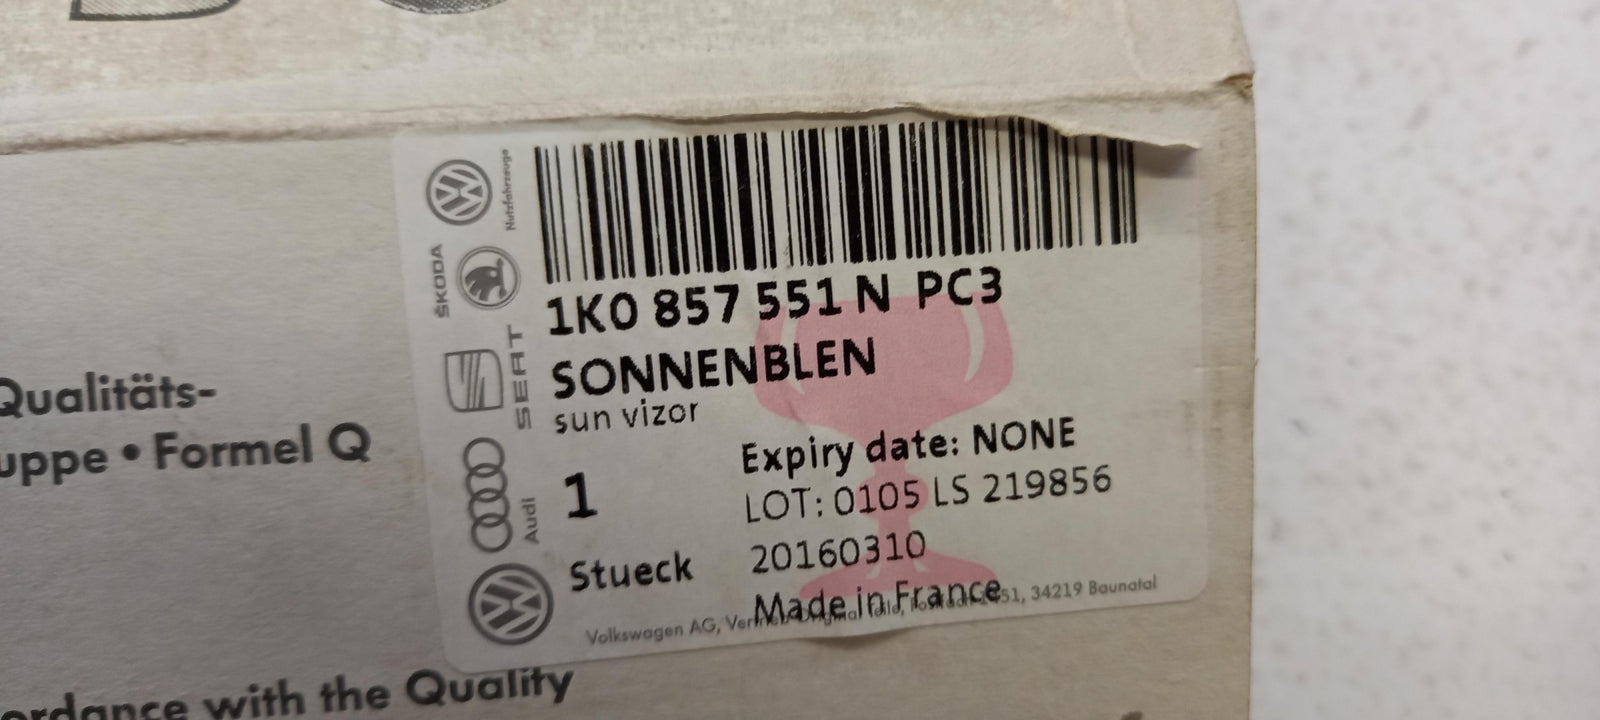 Nutzfahrzeuge
ŠKODA
SEAT
Audi
1K0 857 551 N PC3
SONNENBLEN
sun vizor
1
Stueck
Expiry date: NONE
LOT: 0105 LS 219856
20160310
Made in France
Volkswagen AG, 51, 34219 Baunatal
Qualitäts-
uppe • Formel Q
ordance with the Quality